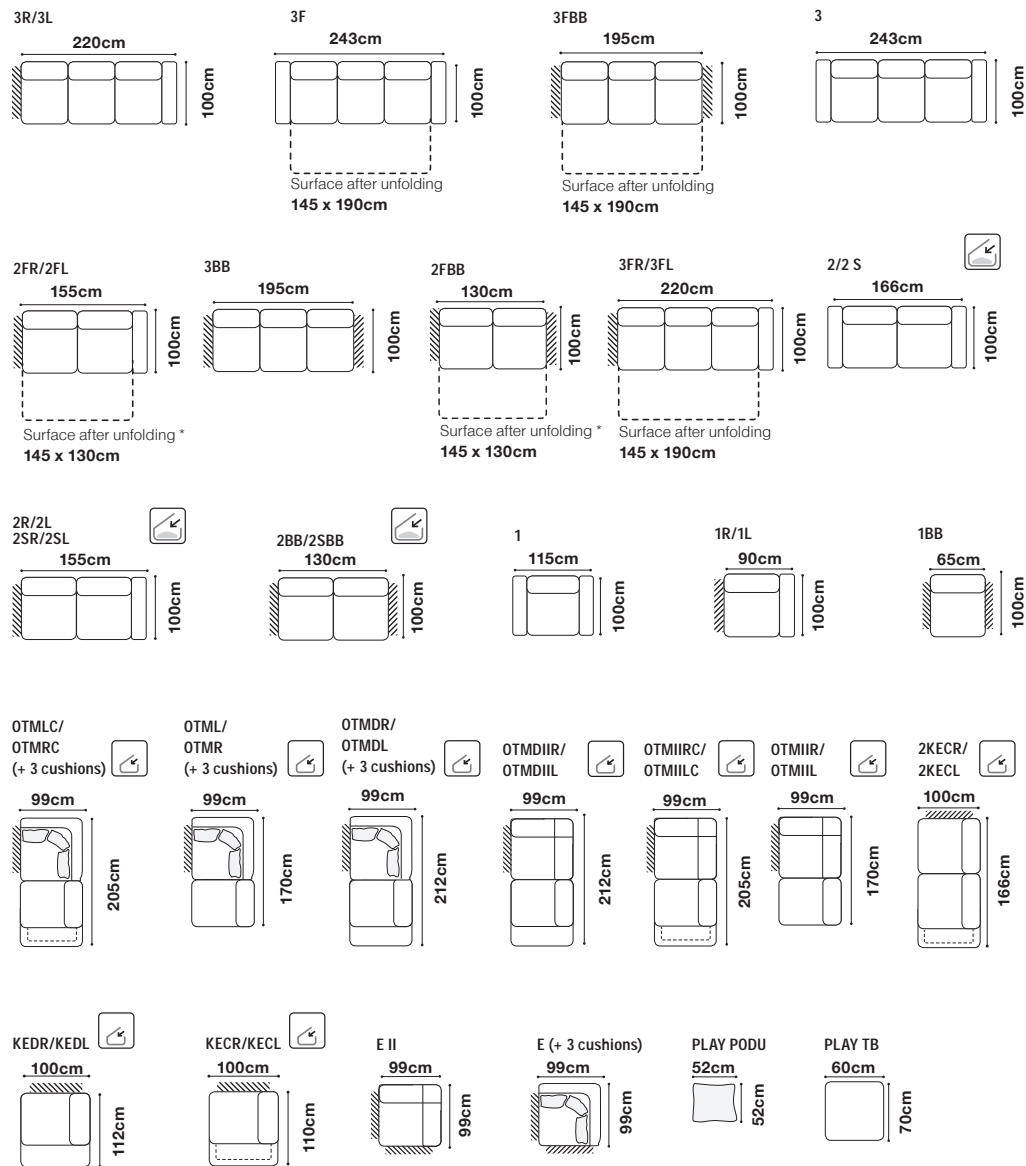 3R/3L
220cm
100cm
3F
243cm
100cm
Surface after unfolding
145 x 190cm
3FBB
195cm
100cm
Surface after unfolding
145 x 190cm
3
243cm
100cm
2FR/2FL
155cm
100cm
Surface after unfolding *
145 x 130cm
3BB
195cm
100cm
2FBB
130cm
100cm
Surface after unfolding *
145 x 130cm
3FR/3FL
220cm
100cm
Surface after unfolding
145 x 190cm
2/2 S
166cm
100cm
2R/2L
2SR/2SL
155cm
100cm
2BB/2SBB
130cm
100cm
1
115cm
100cm
1R/1L
90cm
100cm
1BB
65cm
100cm
OTMLC/
OTMRC
(+ 3 cushions)
99cm
205cm
OTML/
OTMR
(+ 3 cushions)
99cm
170cm
OTMDR/
OTMDL
(+ 3 cushions)
99cm
212cm
OTMDIIR/
OTMDIIL
99cm
212cm
OTMIIRC/
OTMIILC
99cm
205cm
OTMIIR/
OTMIIL
99cm
170cm
2KECR/
2KECL
100cm
166cm
KEDR/KEDL
100cm
112cm
KECR/KECL
100cm
110cm
E II
99cm
99cm
E (+ 3 cushions)
99cm
99cm
PLAY PODU
52cm
52cm
PLAY TB
60cm
70cm